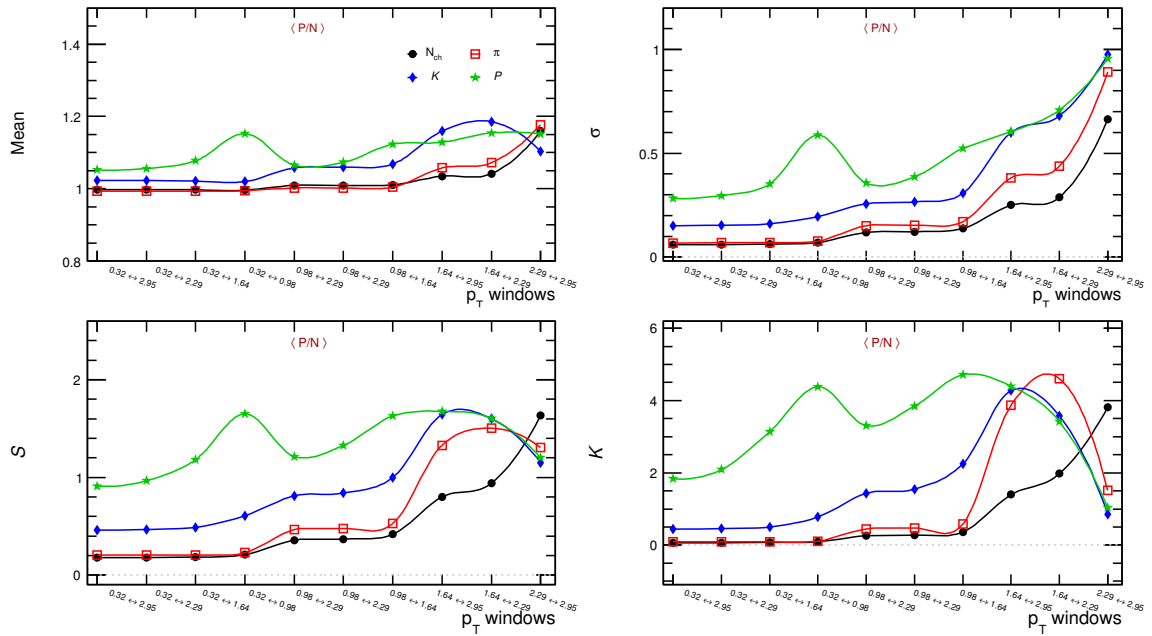 Mean
1.4
1.2
1
0.8
⟨ P/N ⟩
N_ch
π
K
P
0.32 ↔ 2.95
0.32 ↔ 2.29
0.32 ↔ 1.64
0.32 ↔ 0.98
0.98 ↔ 2.29
0.98 ↔ 2.95
0.98 ↔ 1.64
1.64 ↔ 2.95
1.64 ↔ 2.29
2.29 ↔ 2.95
p_T windows
σ
1
0.5
0
⟨ P/N ⟩
0.32 ↔ 2.95
0.32 ↔ 2.29
0.32 ↔ 1.64
0.32 ↔ 0.98
0.98 ↔ 2.29
0.98 ↔ 2.95
0.98 ↔ 1.64
1.64 ↔ 2.95
1.64 ↔ 2.29
2.29 ↔ 2.95
p_T windows
S
2
1
0
⟨ P/N ⟩
0.32 ↔ 2.95
0.32 ↔ 2.29
0.32 ↔ 1.64
0.32 ↔ 0.98
0.98 ↔ 2.29
0.98 ↔ 2.95
0.98 ↔ 1.64
1.64 ↔ 2.95
1.64 ↔ 2.29
2.29 ↔ 2.95
p_T windows
K
6
4
2
0
⟨ P/N ⟩
0.32 ↔ 2.95
0.32 ↔ 2.29
0.32 ↔ 1.64
0.32 ↔ 0.98
0.98 ↔ 2.29
0.98 ↔ 2.95
0.98 ↔ 1.64
1.64 ↔ 2.95
1.64 ↔ 2.29
2.29 ↔ 2.95
p_T windows